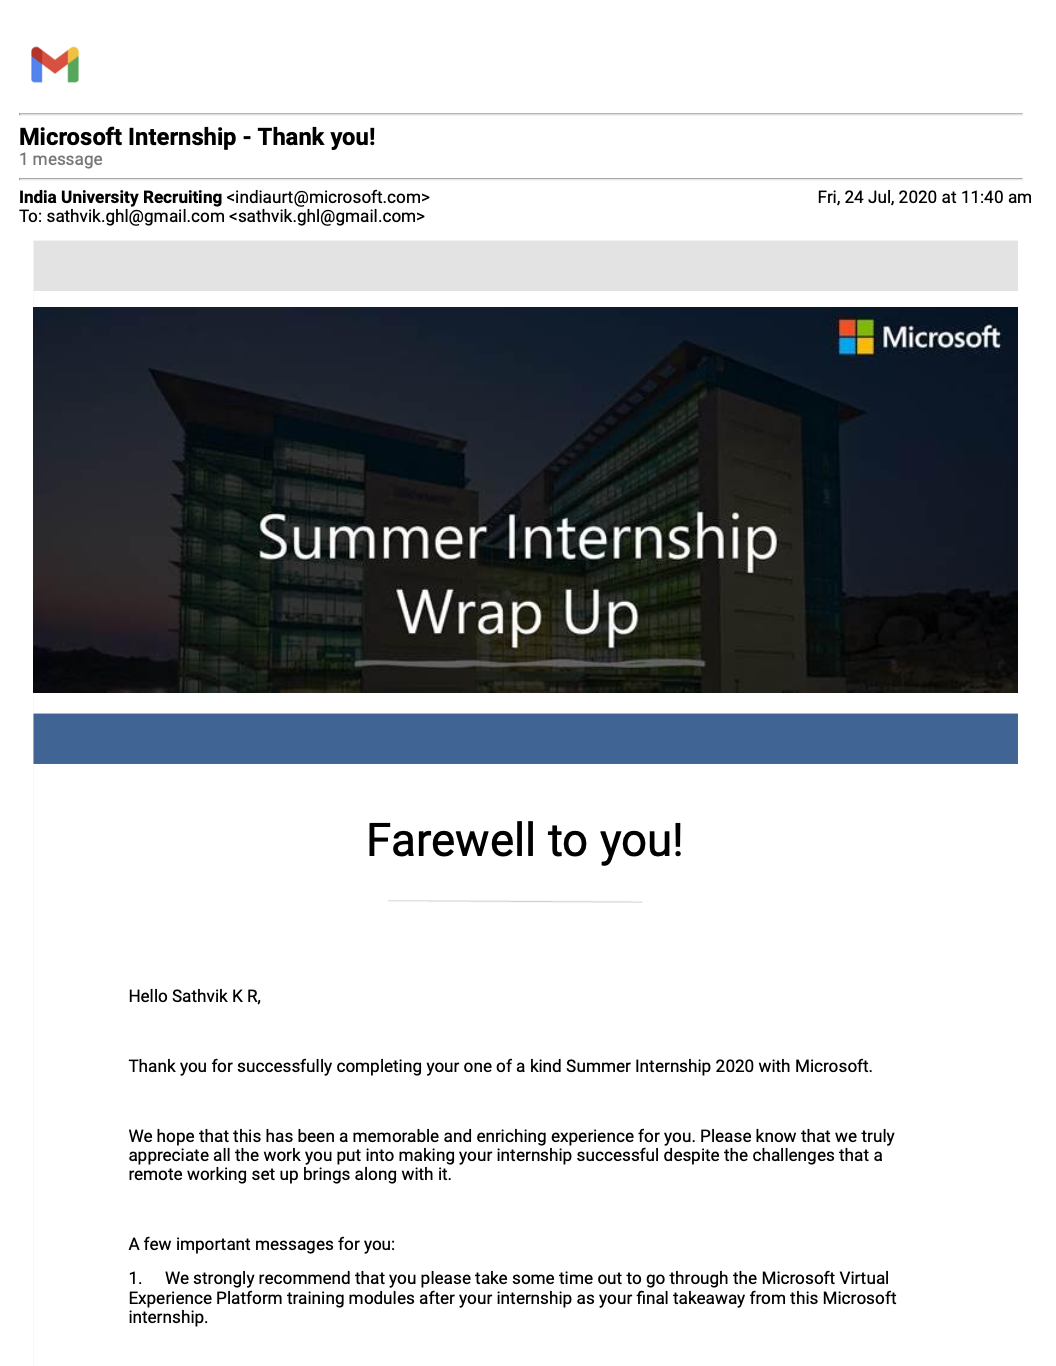 Microsoft Internship - Thank you!
1 message
India University Recruiting <indiaurt@microsoft.com>
Fri, 24 Jul, 2020 at 11:40 am
To: sathvik.ghl@gmail.com <sathvik.ghl@gmail.com>
Microsoft
Summer Internship
Wrap Up
Farewell to you!
Hello Sathvik K R,
Thank you for successfully completing your one of a kind Summer Internship 2020 with Microsoft.
We hope that this has been a memorable and enriching experience for you. Please know that we truly
appreciate all the work you put into making your internship successful despite the challenges that a
remote working set up brings along with it.
A few important messages for you:
1. We strongly recommend that you please take some time out to go through the Microsoft Virtual
Experience Platform training modules after your internship as your final takeaway from this Microsoft
internship.